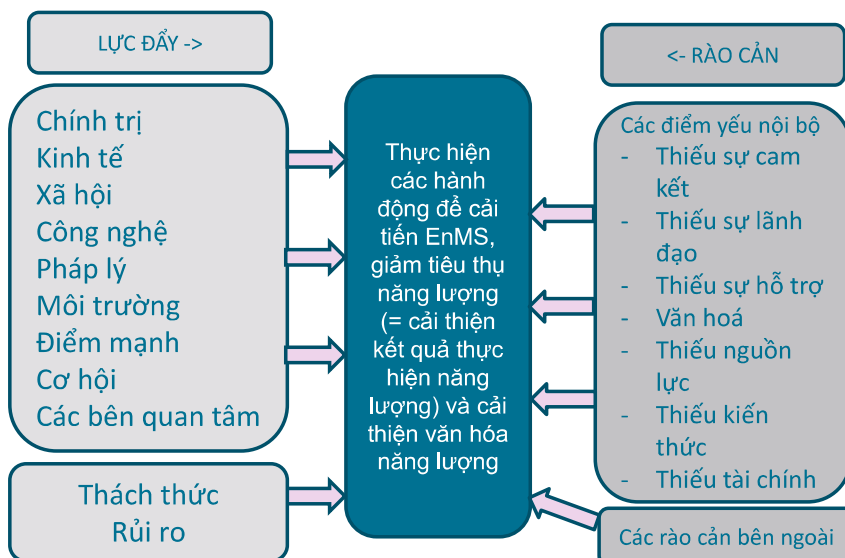 LỰC ĐẨY ->
Chính trị
Kinh tế
Xã hội
Công nghệ
Pháp lý
Môi trường
Điểm mạnh
Cơ hội
Các bên quan tâm
Thách thức
Rủi ro
Thực hiện
các hành
động để cải
tiến EnMS,
giảm tiêu thụ
năng lượng
(= cải thiện
kết quả thực
hiện năng
lượng) và cải
thiện văn hóa
năng lượng
<- RÀO CẢN
Các điểm yếu nội bộ
- Thiếu sự cam
kết
- Thiếu sự lãnh
đạo
- Thiếu sự hỗ trợ
- Văn hoá
- Thiếu nguồn
lực
- Thiếu kiến
thức
- Thiếu tài chính
Các rào cản bên ngoài